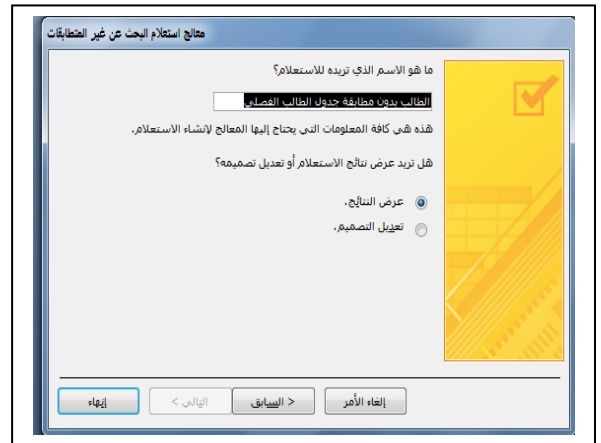 معالج استعلام البحث عن غير المتطابقات
ما هو الاسم الذي تريده للاستعلام؟
الطالب بدون مطابقة جدول الطالب الفصلي
هذه هي كافة المعلومات التي يحتاج إليها المعالج لإنشاء الاستعلام.
هل تريد عرض نتائج الاستعلام أو تعديل تصميمه؟
عرض النتائج.
تعديل التصميم.
إلغاء الأمر < السابق التالي > إنهاء